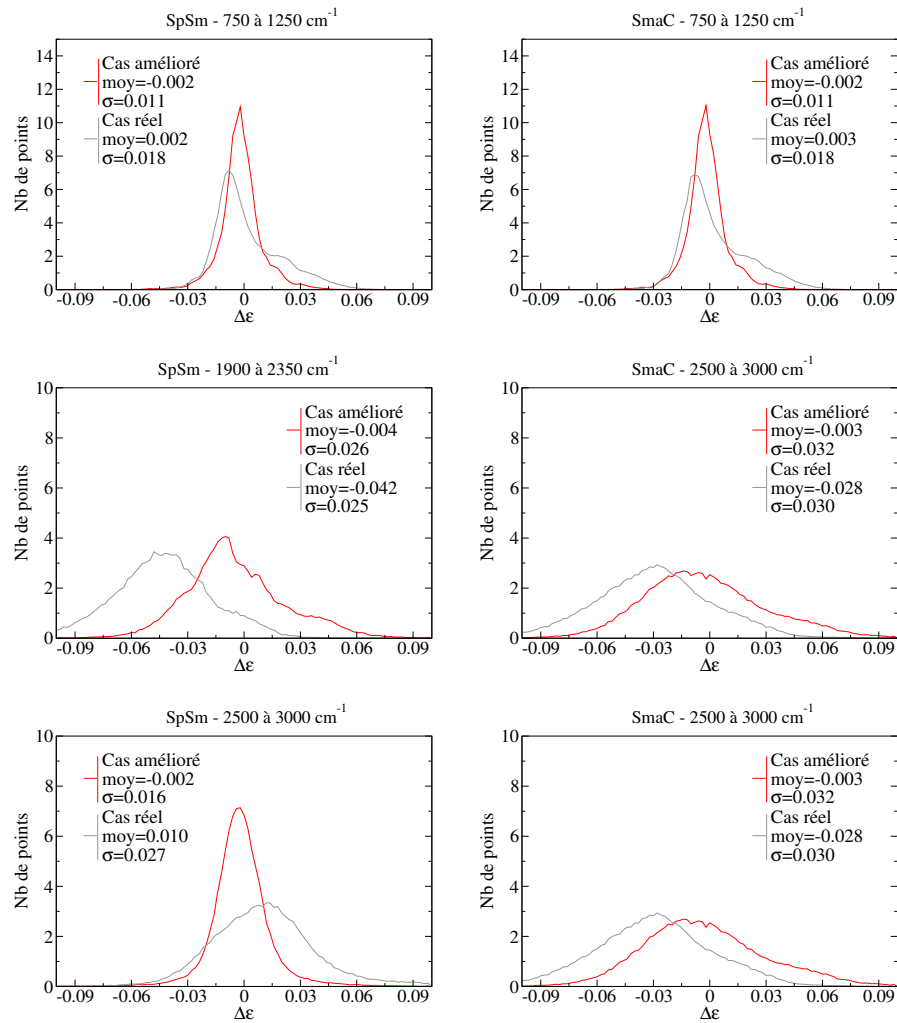 SpSm - 750 à 1250 cm⁻¹
Nb de points
14
12
10
8
6
4
2
0
Cas amélioré
moy=-0.002
σ=0.011
Cas réel
moy=0.002
σ=0.018
-0.09 -0.06 -0.03 0 0.03 0.06 0.09
Δε
SmaC - 750 à 1250 cm⁻¹
Nb de points
14
12
10
8
6
4
2
0
Cas amélioré
moy=-0.002
σ=0.011
Cas réel
moy=0.003
σ=0.018
-0.09 -0.06 -0.03 0 0.03 0.06 0.09
Δε
SpSm - 1900 à 2350 cm⁻¹
Nb de points
10
8
6
4
2
0
Cas amélioré
moy=-0.004
σ=0.026
Cas réel
moy=-0.042
σ=0.025
-0.09 -0.06 -0.03 0 0.03 0.06 0.09
Δε
SmaC - 2500 à 3000 cm⁻¹
Nb de points
10
8
6
4
2
0
Cas amélioré
moy=-0.003
σ=0.032
Cas réel
moy=-0.028
σ=0.030
-0.09 -0.06 -0.03 0 0.03 0.06 0.09
Δε
SpSm - 2500 à 3000 cm⁻¹
Nb de points
10
8
6
4
2
0
Cas amélioré
moy=-0.002
σ=0.016
Cas réel
moy=0.010
σ=0.027
-0.09 -0.06 -0.03 0 0.03 0.06 0.09
Δε
SmaC - 2500 à 3000 cm⁻¹
Nb de points
10
8
6
4
2
0
Cas amélioré
moy=-0.003
σ=0.032
Cas réel
moy=-0.028
σ=0.030
-0.09 -0.06 -0.03 0 0.03 0.06 0.09
Δε